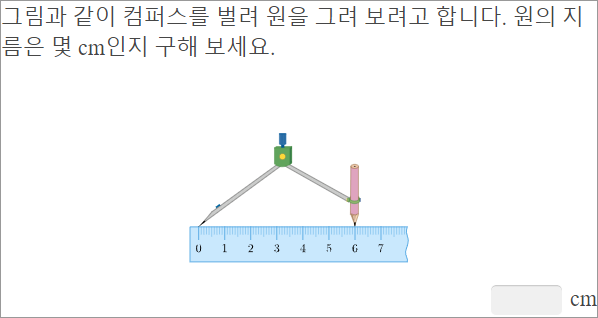 그림과 같이 컴퍼스를 벌려 원을 그려 보려고 합니다. 원의 지
름은 몇 cm인지 구해 보세요.
0 1 2 3 4 5 6 7
cm